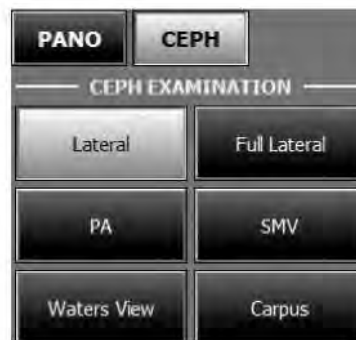 PANO CEPH
CEPH EXAMINATION
Lateral Full Lateral
PA SMV
Waters View Carpus